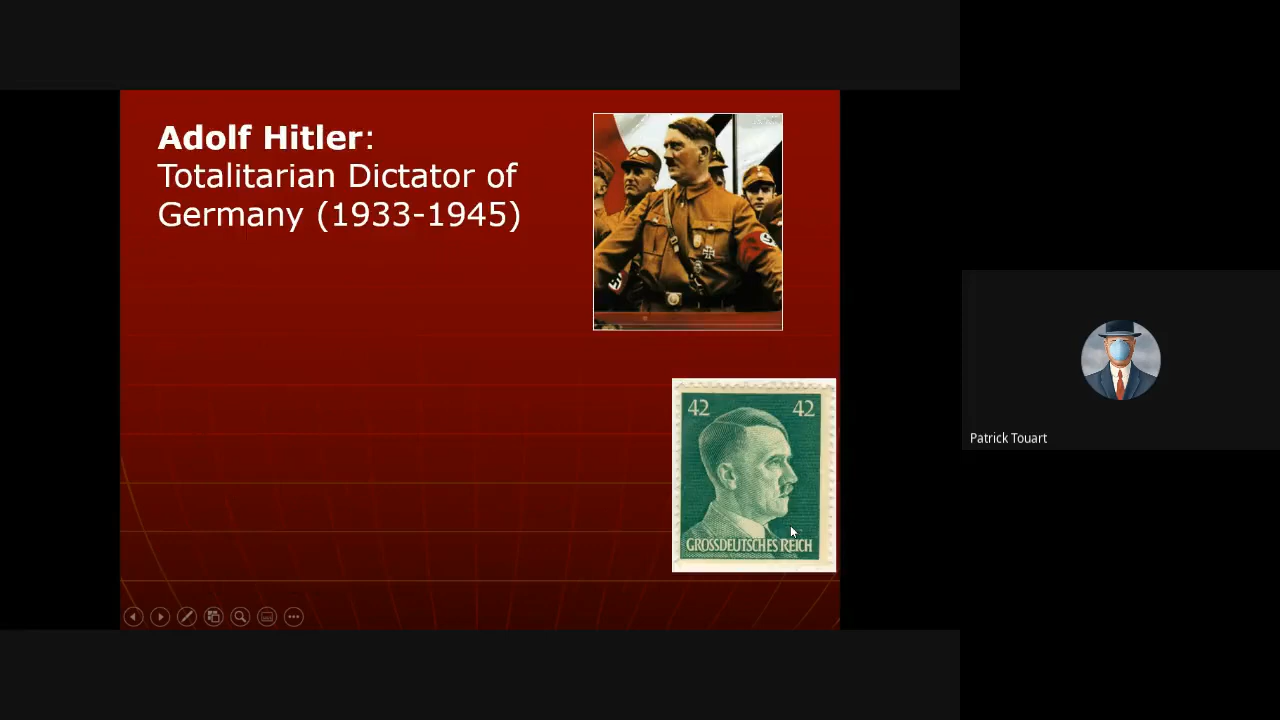 Adolf Hitler:
Totalitarian Dictator of
Germany (1933-1945)
42 42
GROSSDEUTSCHES REICH
Patrick Touart